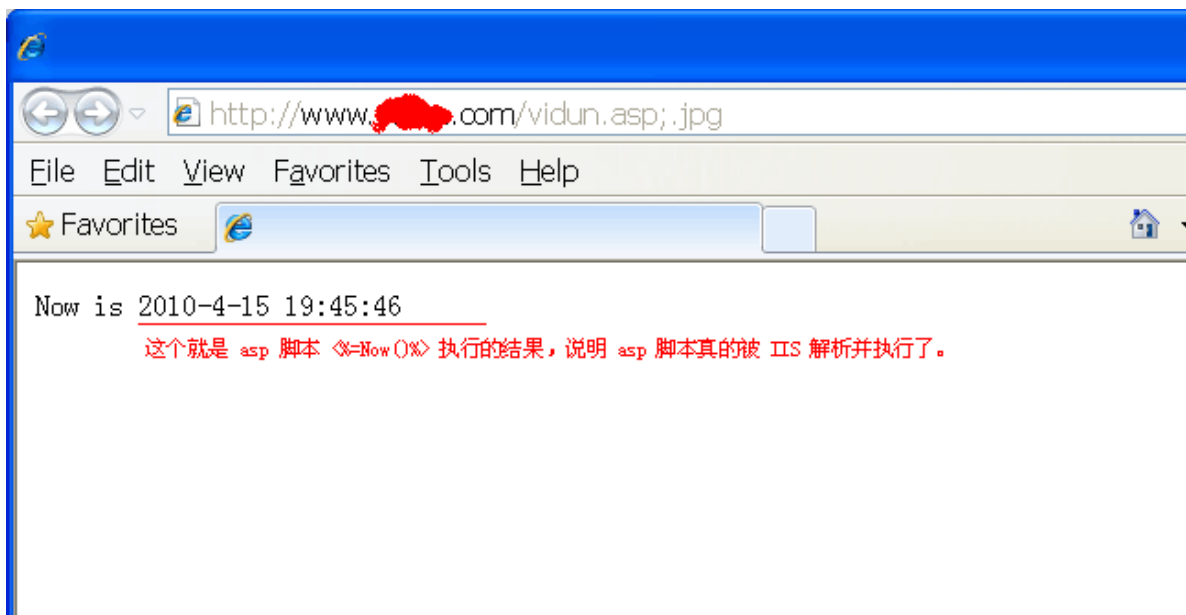 http://www. .com/vidun.asp;.jpg
File Edit View Favorites Tools Help
Favorites
Now is 2010-4-15 19:45:46
这个就是 asp 脚本 <%=Now()%> 执行的结果，说明 asp 脚本真的被 IIS 解析并执行了。